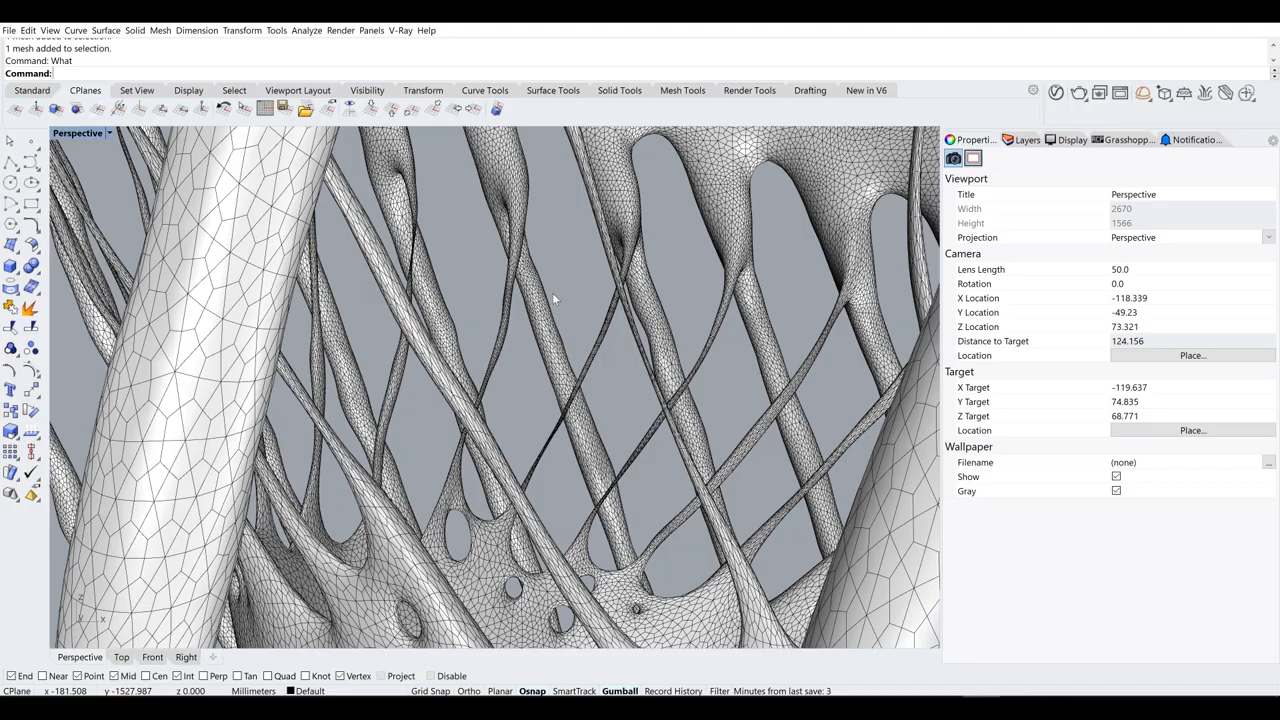 File Edit View Curve Surface Solid Mesh Dimension Transform Tools Analyze Render Panels V-Ray Help
1 mesh added to selection.
Command: What
Command:
Standard CPlanes Set View Display Select Viewport Layout Visibility Transform Curve Tools Surface Tools Solid Tools Mesh Tools Render Tools Drafting New in V6
Perspective
Properti... Layers Display Grasshopp... Notificatio...
Viewport
Title Perspective
Width 2670
Height 1566
Projection Perspective
Camera
Lens Length 50.0
Rotation 0.0
X Location -118.339
Y Location -49.23
Z Location 73.321
Distance to Target 124.156
Location Place...
Target
X Target -119.637
Y Target 74.835
Z Target 68.771
Location Place...
Wallpaper
Filename (none) ...
Show
Gray
z
y x
Perspective Top Front Right
End Near Point Mid Cen Int Perp Tan Quad Knot Vertex Project Disable
CPlane x -181.508 y -1527.987 z 0.000 Millimeters Default Grid Snap Ortho Planar Osnap SmartTrack Gumball Record History Filter Minutes from last save: 3